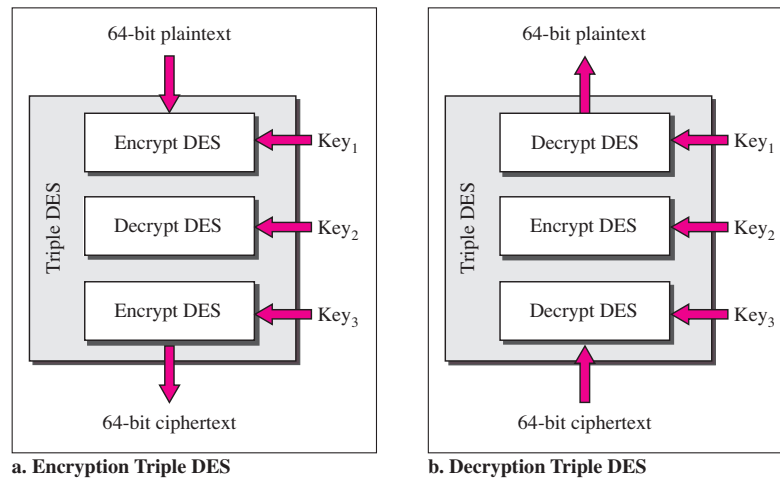 64-bit plaintext
Triple DES
Encrypt DES
Key1
Decrypt DES
Key2
Encrypt DES
Key3
64-bit ciphertext
a. Encryption Triple DES
64-bit plaintext
Triple DES
Decrypt DES
Key1
Encrypt DES
Key2
Decrypt DES
Key3
64-bit ciphertext
b. Decryption Triple DES